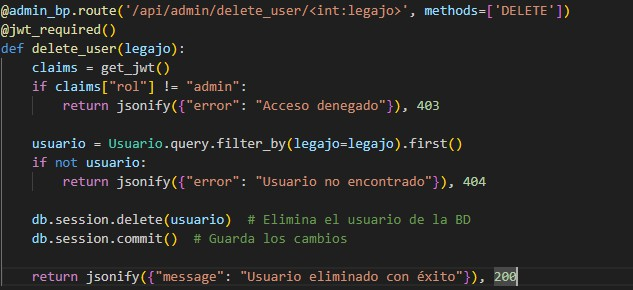 @admin_bp.route('/api/admin/delete_user/<int:legajo>', methods=['DELETE'])
@jwt_required()
def delete_user(legajo):
    claims = get_jwt()
    if claims["rol"] != "admin":
        return jsonify({"error": "Acceso denegado"}), 403

    usuario = Usuario.query.filter_by(legajo=legajo).first()
    if not usuario:
        return jsonify({"error": "Usuario no encontrado"}), 404

    db.session.delete(usuario)  # Elimina el usuario de la BD
    db.session.commit()  # Guarda los cambios

    return jsonify({"message": "Usuario eliminado con éxito"}), 200